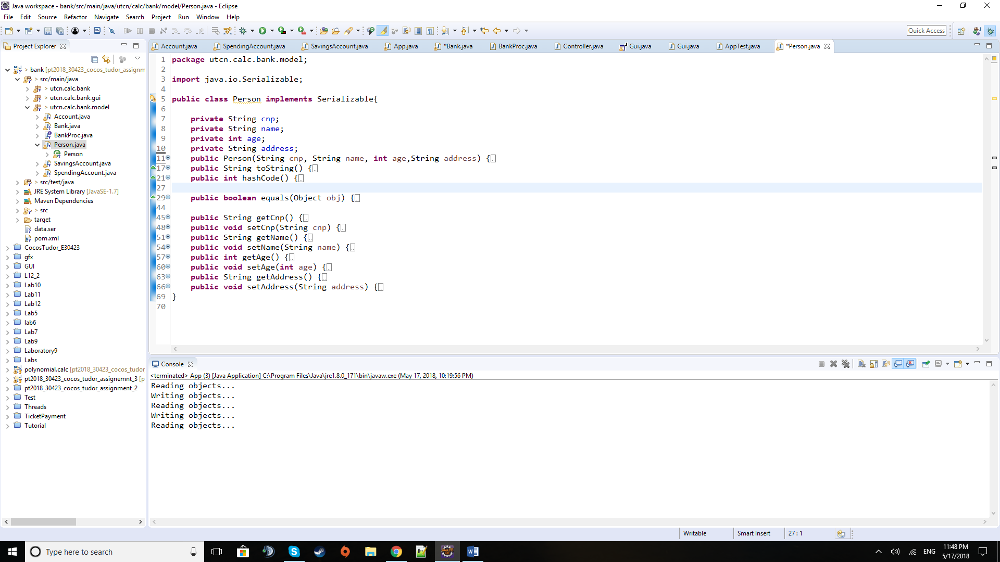 Java workspace - bank/src/main/java/utcn/calc/bank/model/Person.java - Eclipse
File Edit Source Refactor Navigate Search Project Run Window Help
Quick Access
Project Explorer
Account.java SpendingAccount.java SavingsAccount.java App.java *Bank.java BankProc.java Controller.java Gui.java Gui.java AppTest.java *Person.java
> bank [pt2018_30423_cocos_tudor_assignm
> src/main/java
> utcn.calc.bank
> utcn.calc.bank.gui
> utcn.calc.bank.model
Account.java
Bank.java
BankProc.java
Person.java
Person
SavingsAccount.java
SpendingAccount.java
> src/test/java
JRE System Library [JavaSE-1.7]
Maven Dependencies
> src
target
data.ser
pom.xml
CocosTudor_E30423
gfx
GUI
L12_2
Lab10
Lab11
Lab12
Lab5
lab6
Lab7
Lab9
Laboratory9
Labs
polynomial.calc [pt2018_30423_cocos_tudor
pt2018_30423_cocos_tudor_assignemnt_3 [p
pt2018_30423_cocos_tudor_assignment_2
Test
Threads
TicketPayment
Tutorial
1 package utcn.calc.bank.model;
2
3 import java.io.Serializable;
4
5 public class Person implements Serializable{
6
7 private String cnp;
8 private String name;
9 private int age;
10 private String address;
11 public Person(String cnp, String name, int age,String address) {
17 public String toString() {
21 public int hashCode() {
27
29 public boolean equals(Object obj) {
44
45 public String getCnp() {
48 public void setCnp(String cnp) {
51 public String getName() {
54 public void setName(String name) {
57 public int getAge() {
60 public void setAge(int age) {
63 public String getAddress() {
66 public void setAddress(String address) {
69 }
70
Console
<terminated> App (3) [Java Application] C:\Program Files\Java\jre1.8.0_171\bin\javaw.exe (May 17, 2018, 10:19:56 PM)
Reading objects...
Writing objects...
Reading objects...
Writing objects...
Reading objects...
Writable Smart Insert 27 : 1
Type here to search
ENG
11:48 PM
5/17/2018